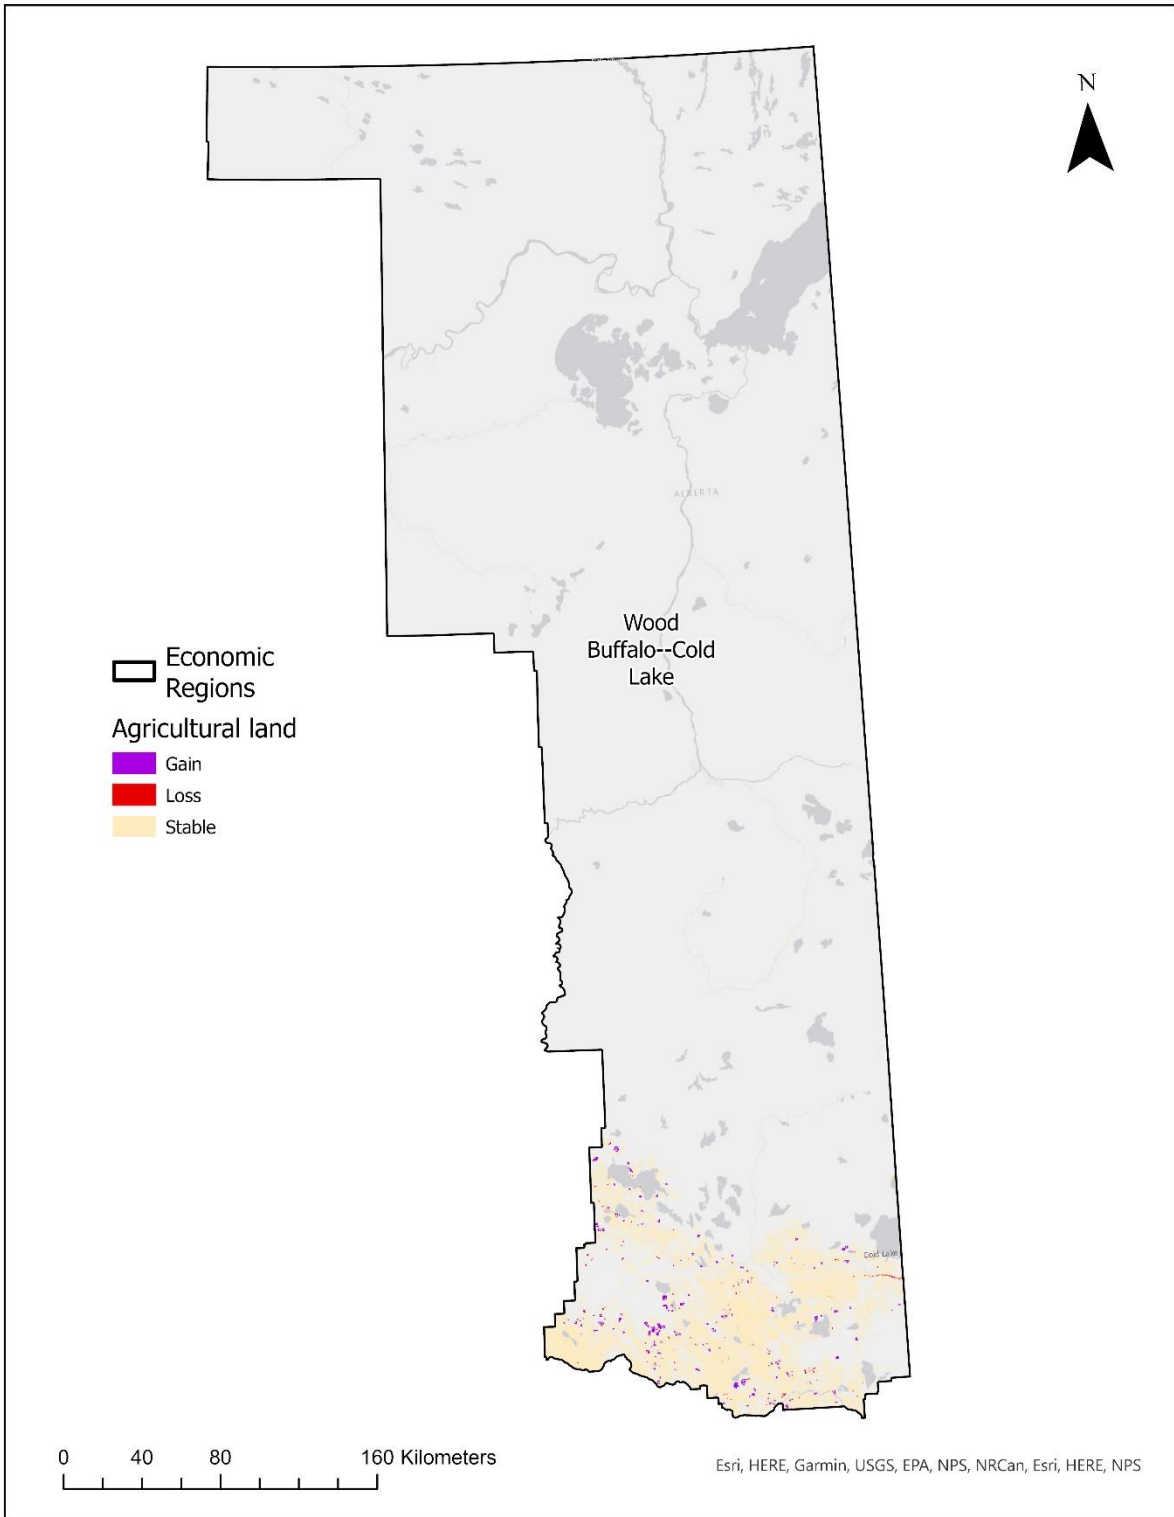 N
ALBERTA
Wood
Buffalo--Cold
Lake
Economic
Regions
Agricultural land
Gain
Loss
Stable
Cold Lake
0 40 80 160 Kilometers
Esri, HERE, Garmin, USGS, EPA, NPS, NRCan, Esri, HERE, NPS